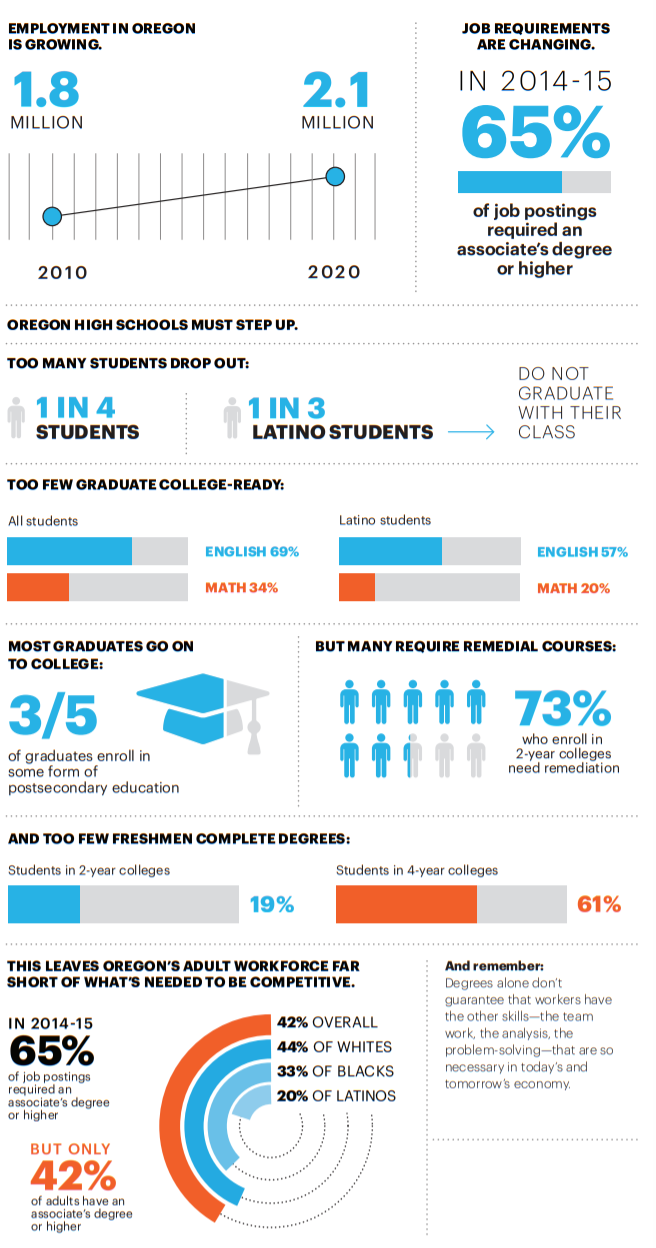 EMPLOYMENT IN OREGON
IS GROWING.
1.8
MILLION
2.1
MILLION
2010
2020
JOB REQUIREMENTS
ARE CHANGING.
IN 2014-15
65%
of job postings
required an
associate's degree
or higher
OREGON HIGH SCHOOLS MUST STEP UP.
TOO MANY STUDENTS DROP OUT:
1 IN 4
STUDENTS
1 IN 3
LATINO STUDENTS
DO NOT
GRADUATE
WITH THEIR
CLASS
TOO FEW GRADUATE COLLEGE-READY:
All students
ENGLISH 69%
MATH 34%
Latino students
ENGLISH 57%
MATH 20%
MOST GRADUATES GO ON
TO COLLEGE:
3/5
of graduates enroll in
some form of
postsecondary education
BUT MANY REQUIRE REMEDIAL COURSES:
73%
who enroll in
2-year colleges
need remediation
AND TOO FEW FRESHMEN COMPLETE DEGREES:
Students in 2-year colleges
19%
Students in 4-year colleges
61%
THIS LEAVES OREGON'S ADULT WORKFORCE FAR
SHORT OF WHAT'S NEEDED TO BE COMPETITIVE.
IN 2014-15
65%
of job postings
required an
associate's degree
or higher
BUT ONLY
42%
of adults have an
associate's degree
or higher
42% OVERALL
44% OF WHITES
33% OF BLACKS
20% OF LATINOS
And remember:
Degrees alone don't
guarantee that workers have
the other skills—the team
work, the analysis, the
problem-solving—that are so
necessary in today's and
tomorrow's economy.